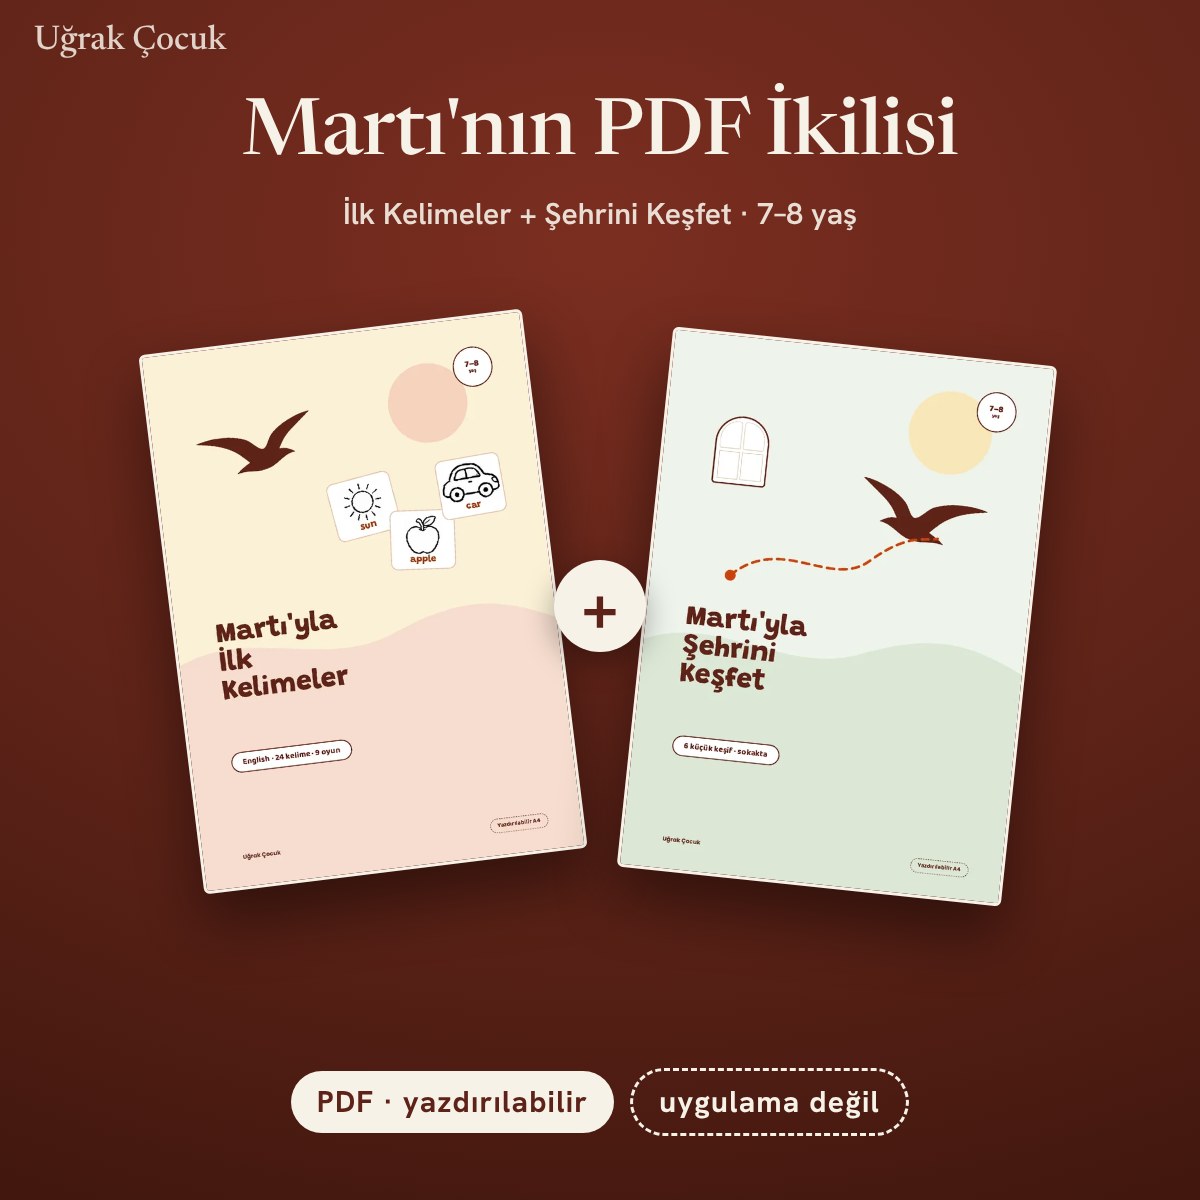 Uğrak Çocuk
Martı'nın PDF İkilisi
İlk Kelimeler + Şehrini Keşfet · 7–8 yaş
7–8
yaş
sun
car
apple
Martı'yla
İlk
Kelimeler
English · 24 kelime · 9 oyun
Yazdırılabilir A4
Uğrak Çocuk
+
7–8
yaş
Martı'yla
Şehrini
Keşfet
6 küçük keşif · sokakta
Uğrak Çocuk
Yazdırılabilir A4
PDF · yazdırılabilir
uygulama değil